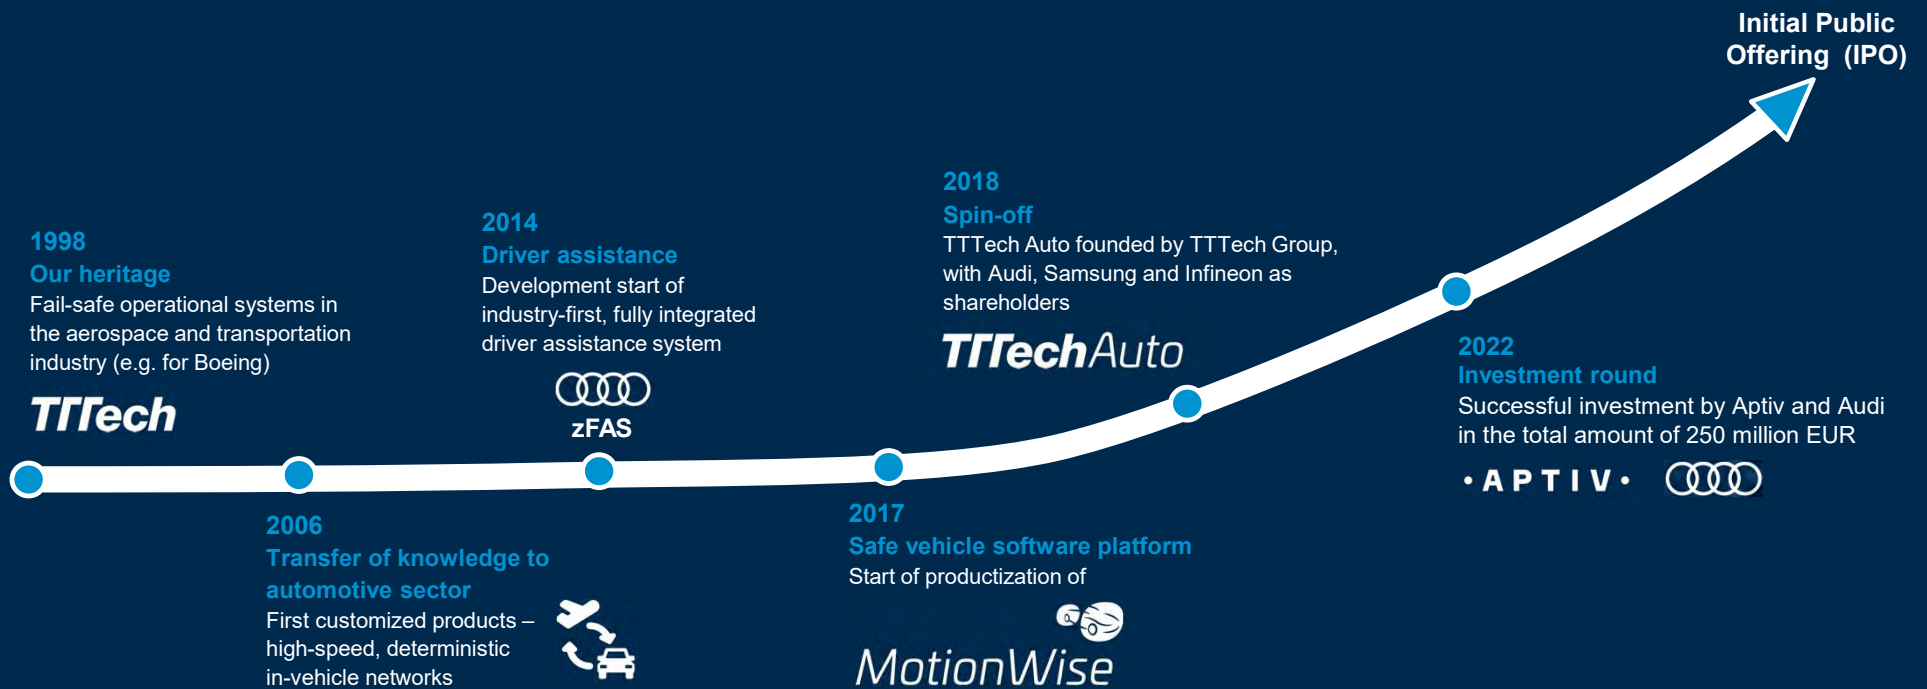 Initial Public
Offering (IPO)
1998
Our heritage
Fail-safe operational systems in
the aerospace and transportation
industry (e.g. for Boeing)
TTTech
2006
Transfer of knowledge to
automotive sector
First customized products –
high-speed, deterministic
in-vehicle networks
2014
Driver assistance
Development start of
industry-first, fully integrated
driver assistance system
zFAS
2017
Safe vehicle software platform
Start of productization of
MotionWise
2018
Spin-off
TTTech Auto founded by TTTech Group,
with Audi, Samsung and Infineon as
shareholders
TTTechAuto
2022
Investment round
Successful investment by Aptiv and Audi
in the total amount of 250 million EUR
• A P T I V •